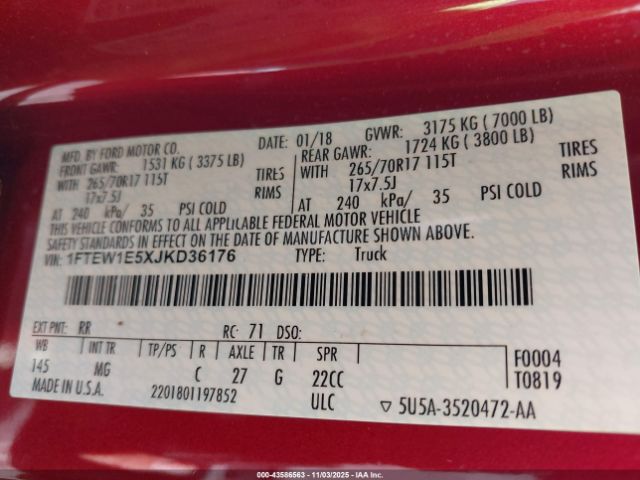 MFD. BY FORD MOTOR CO. DATE: 01/18 GVWR: 3175 KG ( 7000 LB)
FRONT GAWR: 1531 KG ( 3375 LB) REAR GAWR: 1724 KG ( 3800 LB)
WITH 265/70R17 115T TIRES WITH 265/70R17 115T TIRES
17x7.5J RIMS 17x7.5J RIMS
AT 240 kPa/ 35 PSI COLD AT 240 kPa/ 35 PSI COLD
THIS VEHICLE CONFORMS TO ALL APPLICABLE FEDERAL MOTOR VEHICLE
SAFETY STANDARDS IN EFFECT ON THE DATE OF MANUFACTURE SHOWN ABOVE.
VIN: 1FTEW1E5XJKD36176 TYPE: Truck
EXT PNT: RR RC: 71 DSO:
WB INT TR TP/PS R AXLE TR SPR F0004
145 MG C 27 G 22CC T0819
MADE IN U.S.A. 2201801197852 ULC ▽ 5U5A-3520472-AA
000-43586563 - 11/03/2025 - IAA Inc.